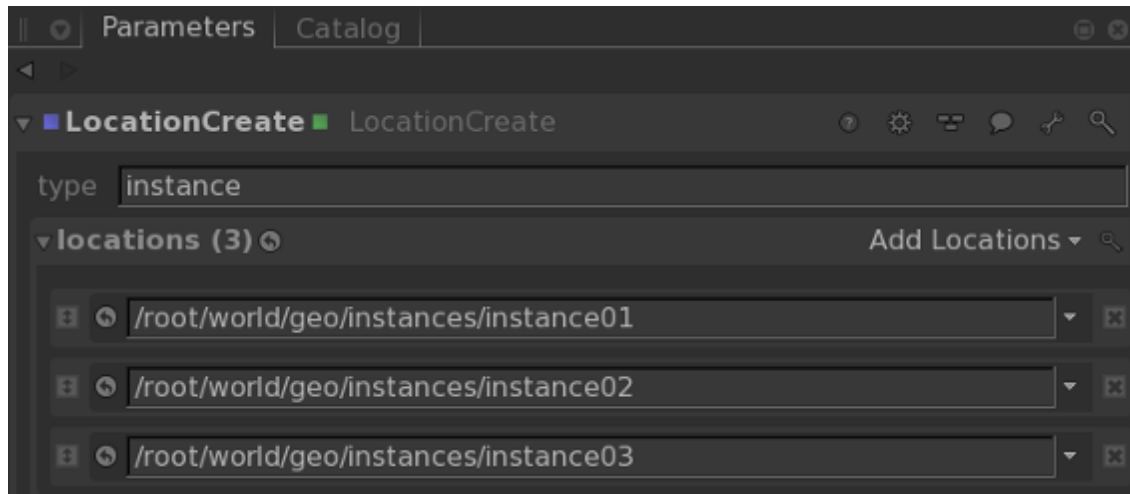 Parameters Catalog
LocationCreate LocationCreate
type instance
locations (3) Add Locations
/root/world/geo/instances/instance01
/root/world/geo/instances/instance02
/root/world/geo/instances/instance03